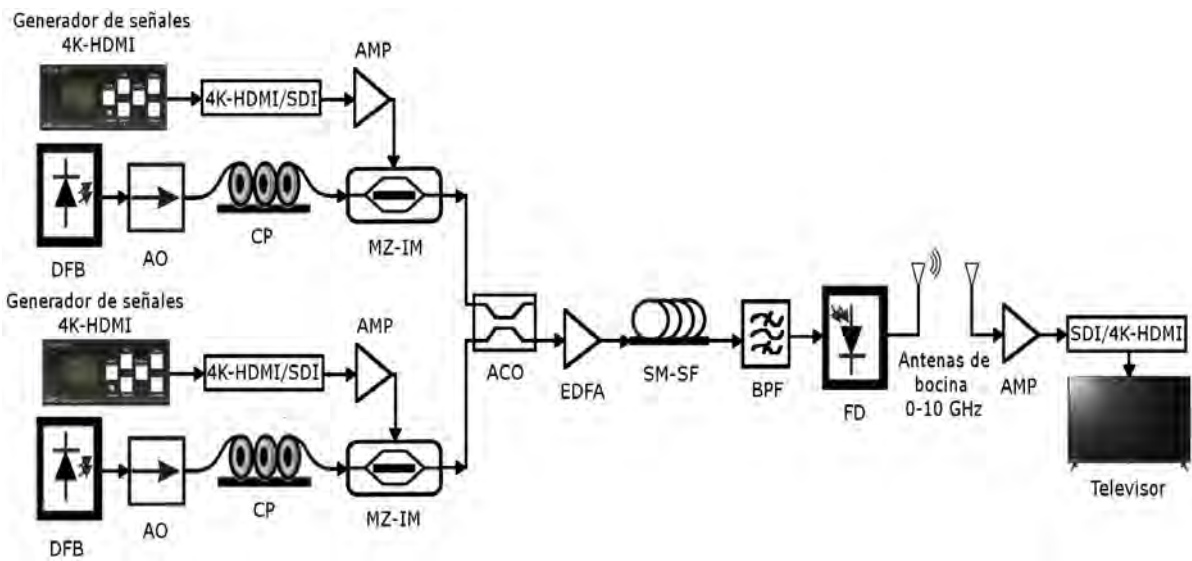 Generador de señales
4K-HDMI
AMP
4K-HDMI/SDI
DFB
AO
CP
MZ-IM
Generador de señales
4K-HDMI
AMP
4K-HDMI/SDI
DFB
AO
CP
MZ-IM
ACO
EDFA
SM-SF
BPF
FD
Antenas de
bocina
0-10 GHz
AMP
SDI/4K-HDMI
Televisor